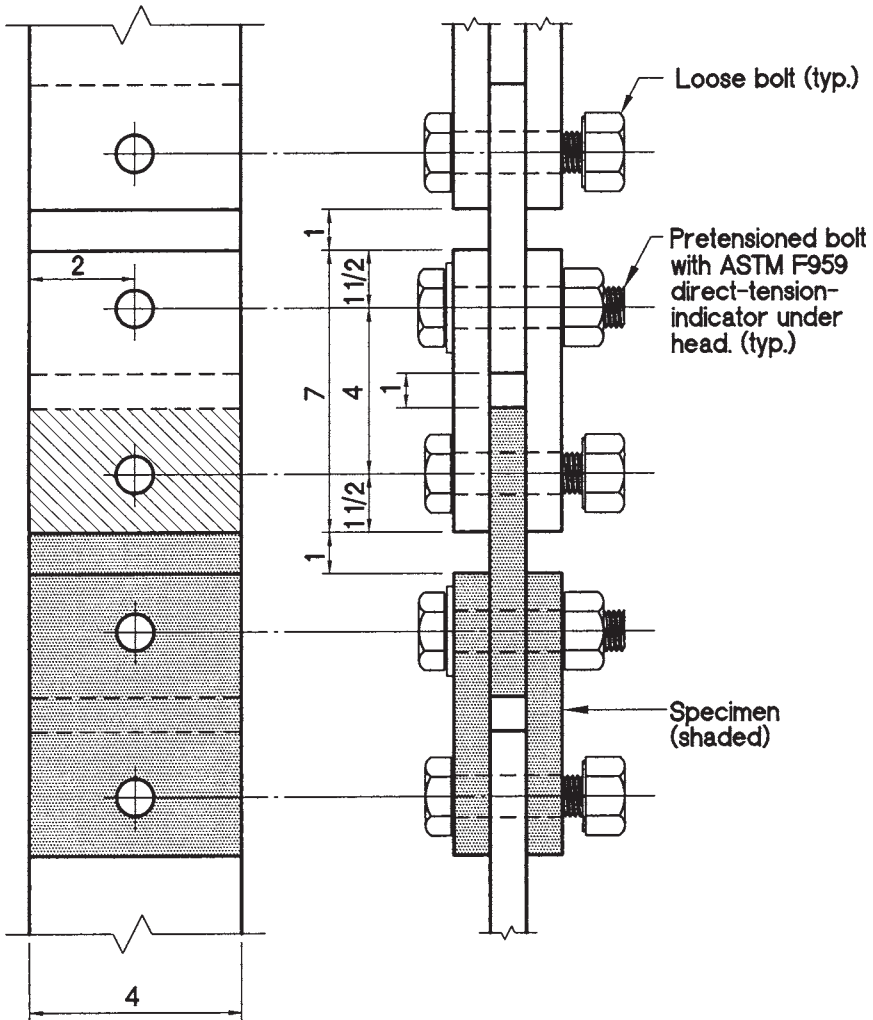 Loose bolt (typ.)
1
2
1 1/2
Pretensioned bolt
with ASTM F959
direct-tension-
indicator under
head. (typ.)
7
4
1
1 1/2
1
Specimen
(shaded)
4